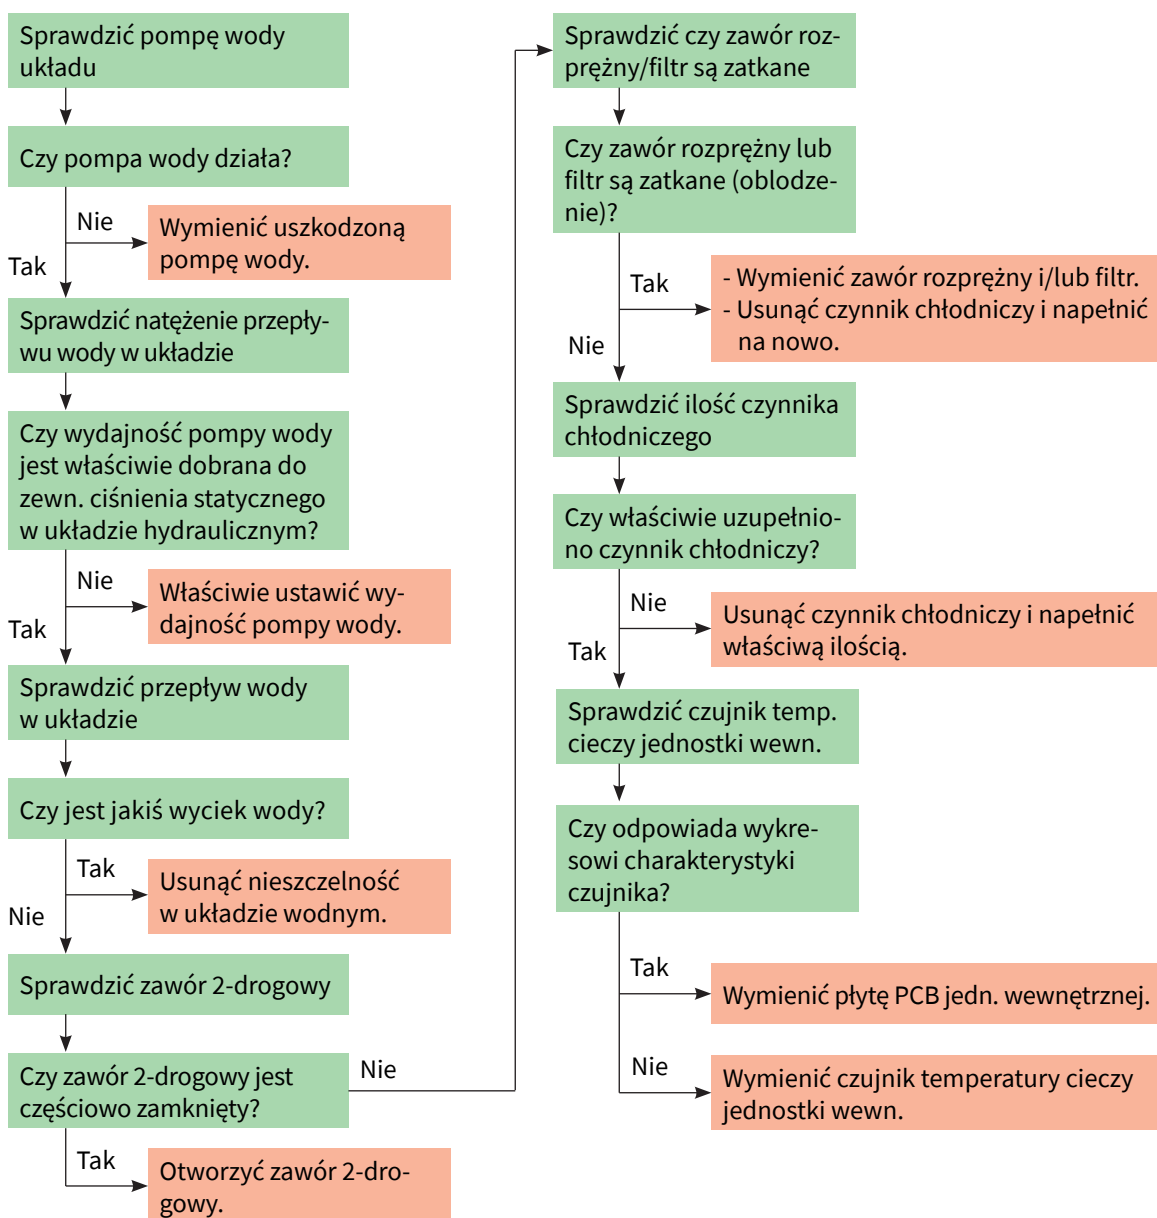 Sprawdzić pompę wody
układu
Czy pompa wody działa?
Nie
Wymienić uszkodzoną
pompę wody.
Tak
Sprawdzić natężenie przepły-
wu wody w układzie
Czy wydajność pompy wody
jest właściwie dobrana do
zewn. ciśnienia statycznego
w układzie hydraulicznym?
Nie
Właściwie ustawić wy-
dajność pompy wody.
Tak
Sprawdzić przepływ wody
w układzie
Czy jest jakiś wyciek wody?
Tak
Usunąć nieszczelność
w układzie wodnym.
Nie
Sprawdzić zawór 2-drogowy
Czy zawór 2-drogowy jest
częściowo zamknięty?
Nie
Tak
Otworzyć zawór 2-dro-
gowy.
Sprawdzić czy zawór roz-
prężny/filtr są zatkane
Czy zawór rozprężny lub
filtr są zatkane (oblodze-
nie)?
Tak
- Wymienić zawór rozprężny i/lub filtr.
- Usunąć czynnik chłodniczy i napełnić
na nowo.
Nie
Sprawdzić ilość czynnika
chłodniczego
Czy właściwie uzupełnio-
no czynnik chłodniczy?
Nie
Usunąć czynnik chłodniczy i napełnić
właściwą ilością.
Tak
Sprawdzić czujnik temp.
cieczy jednostki wewn.
Czy odpowiada wykre-
sowi charakterystyki
czujnika?
Tak
Wymienić płytę PCB jedn. wewnętrznej.
Nie
Wymienić czujnik temperatury cieczy
jednostki wewn.